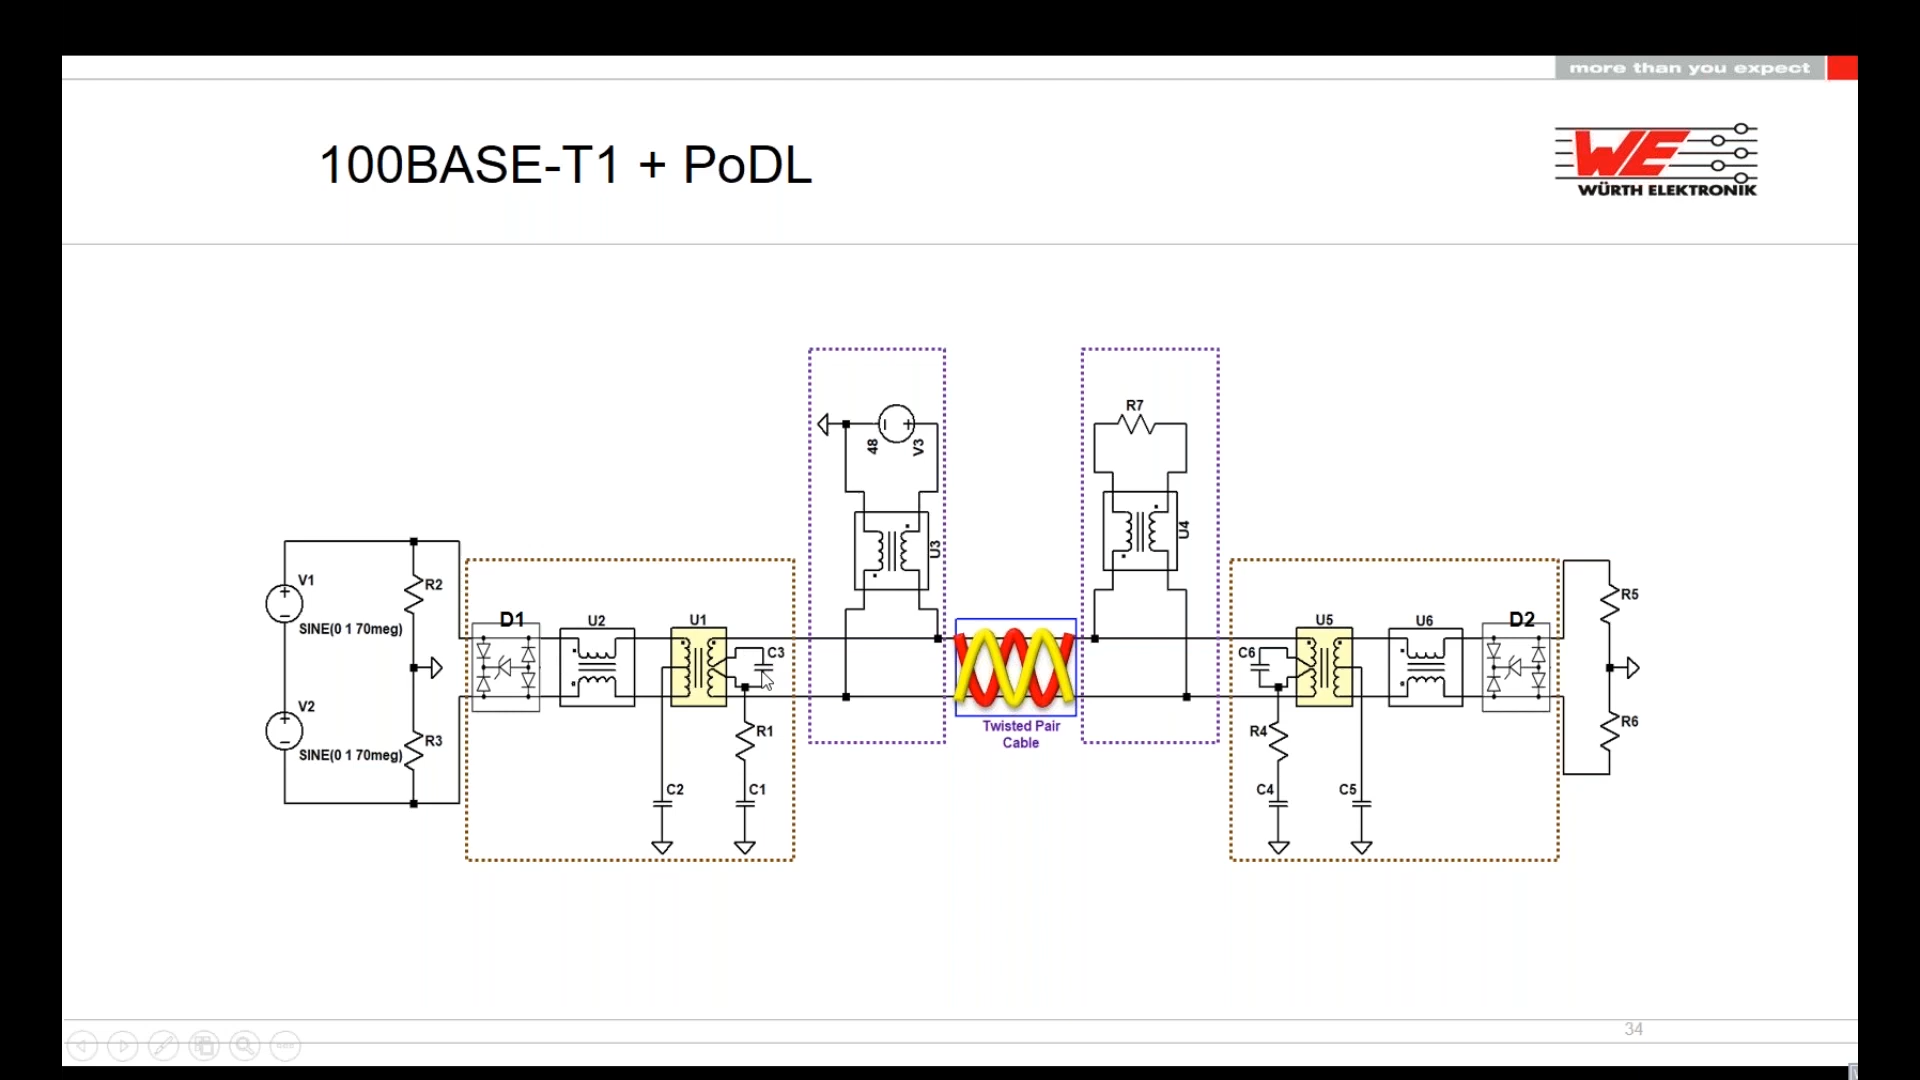 more than you expect
WE
WÜRTH ELEKTRONIK
100BASE-T1 + PoDL
48
V3
R7
U3
U4
V1
SINE(0 1 70meg)
R2
V2
SINE(0 1 70meg)
R3
D1
U2
U1
C3
R1
C2
C1
Twisted Pair
Cable
C6
U5
U6
D2
R4
C4
C5
R5
R6
34